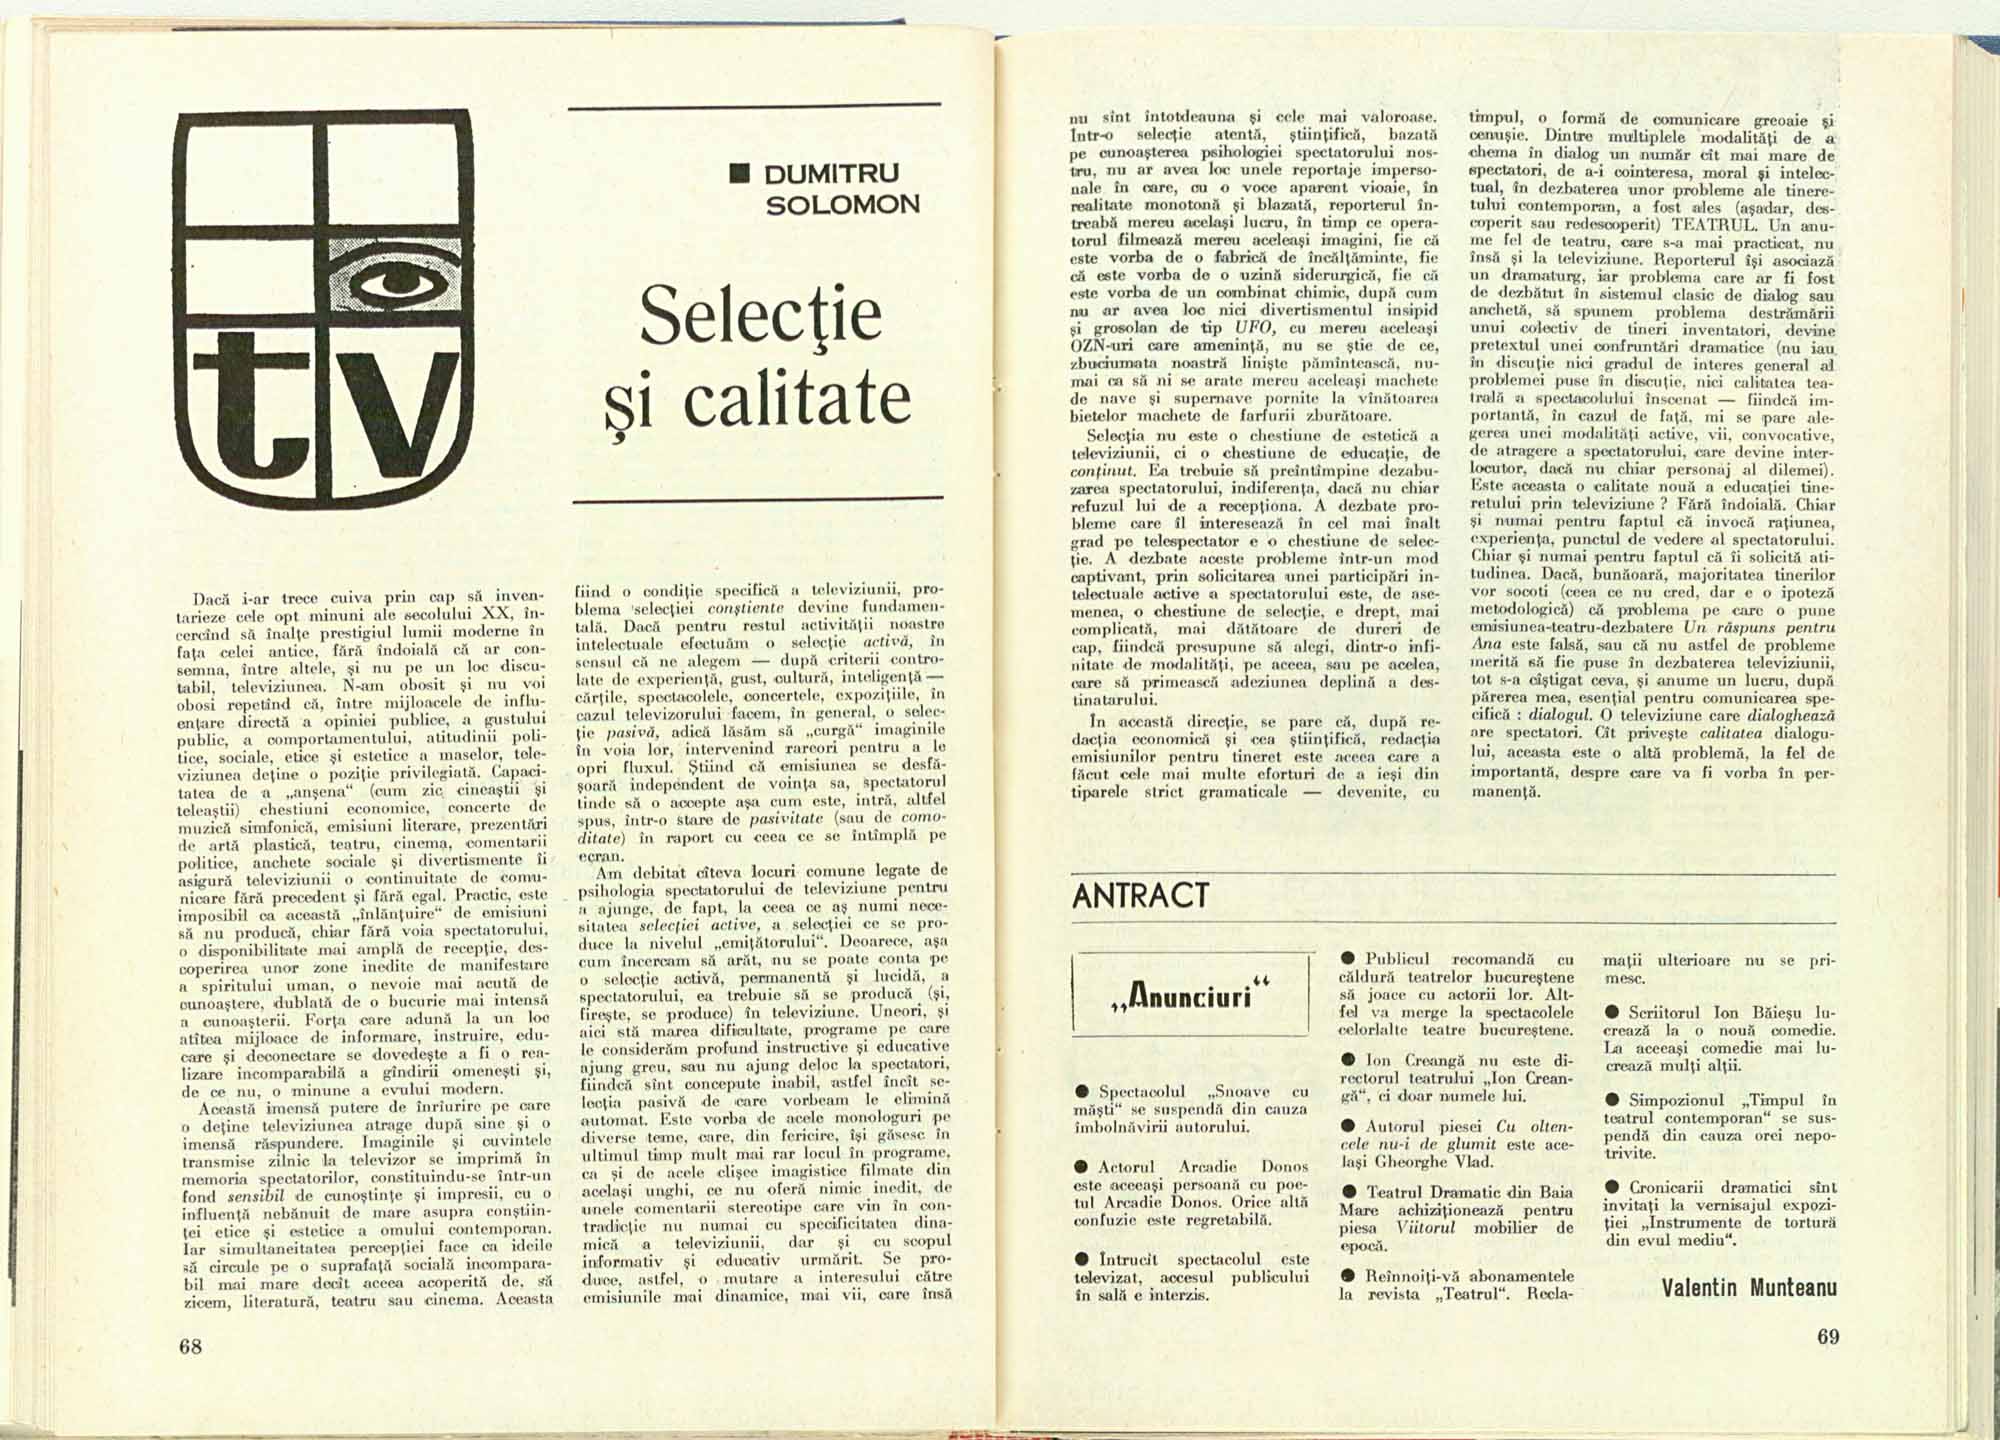 tv
■ DUMITRU
SOLOMON
Selecţie
şi calitate
Dacă i-ar trece cuiva prin cap să inven-
tarieze cele opt minuni ale secolului XX, în-
cercînd să înalţe prestigiul lumii moderne în
faţa celei antice, fără îndoială că ar con-
semna, între altele, şi nu pe un loc discu-
tabil, televiziunea. N-am obosit şi nu voi
obosi repetînd că, între mijloacele de influ-
enţare directă a opiniei publice, a gustului
public, a comportamentului, atitudinii poli-
tice, sociale, etice şi estetice a maselor, tele-
viziunea deţine o poziţie privilegiată. Capaci-
tatea de a „anşena“ (cum zic cineaştii şi
teleaştii) chestiuni economice, concerte de
muzică simfonică, emisiuni literare, prezentări
de artă plastică, teatru, cinema, comentarii
politice, anchete sociale şi divertismente îi
asigură televiziunii o continuitate de comu-
nicare fără precedent şi fără egal. Practic, este
imposibil ca această „înlănţuire“ de emisiuni
să nu producă, chiar fără voia spectatorului,
o disponibilitate mai amplă de recepţie, des-
coperirea unor zone inedite de manifestare
a spiritului uman, o nevoie mai acută de
cunoaştere, dublată de o bucurie mai intensă
a cunoaşterii. Forţa care adună la un loc
atîtea mijloace de informare, instruire, edu-
care şi deconectare se dovedeşte a fi o rea-
lizare incomparabilă a gîndirii omeneşti şi,
de ce nu, o minune a evului modern.
Această imensă putere de înrîurire pe care
o deţine televiziunea atrage după sine şi o
imensă răspundere. Imaginile şi cuvintele
transmise zilnic la televizor se imprimă în
memoria spectatorilor, constituindu-se într-un
fond sensibil de cunoştinţe şi impresii, cu o
influenţă nebănuit de mare asupra conştiin-
ţei etice şi estetice a omului contemporan.
Iar simultaneitatea percepţiei face ca ideile
să circule pe o suprafaţă socială incompara-
bil mai mare decît aceea acoperită de, să
zicem, literatură, teatru sau cinema. Aceasta
fiind o condiţie specifică a televiziunii, pro-
blema selecţiei conştiente devine fundamen-
tală. Dacă pentru restul activităţii noastre
intelectuale efectuăm o selecţie activă, în
sensul că ne alegem — după criterii contro-
late de experienţă, gust, cultură, inteligenţă —
cărţile, spectacolele, concertele, expoziţiile, în
cazul televizorului facem, în general, o selec-
ţie pasivă, adică lăsăm să „curgă“ imaginile
în voia lor, intervenind rareori pentru a le
opri fluxul. Ştiind că emisiunea se desfă-
şoară independent de voinţa sa, spectatorul
tinde să o accepte aşa cum este, intră, altfel
spus, într-o stare de pasivitate (sau de como-
ditate) în raport cu ceea ce se întîmplă pe
ecran.
Am debitat cîteva locuri comune legate de
psihologia spectatorului de televiziune pentru
a ajunge, de fapt, la ceea ce aş numi nece-
sitatea selecţiei active, a selecţiei ce se pro-
duce la nivelul „emiţătorului“. Deoarece, aşa
cum încercam să arăt, nu se poate conta pe
o selecţie activă, permanentă şi lucidă, a
spectatorului, ea trebuie să se producă (şi,
fireşte, se produce) în televiziune. Uneori, şi
aici stă marea dificultate, programe pe care
le considerăm profund instructive şi educative
ajung greu, sau nu ajung deloc la spectatori,
fiindcă sînt concepute inabil, astfel încît se-
lecţia pasivă de care vorbeam le elimină
automat. Este vorba de acele monologuri pe
diverse teme, care, din fericire, îşi găsesc în
ultimul timp mult mai rar locul în programe,
ca şi de acele clişee imagistice filmate din
acelaşi unghi, ce nu oferă nimic inedit, de
unele comentarii stereotipe care vin în con-
tradicţie nu numai cu specificitatea dina-
mică a televiziunii, dar şi cu scopul
informativ şi educativ urmărit. Se pro-
duce, astfel, o mutare a interesului către
emisiunile mai dinamice, mai vii, care însă
68
nu sînt întotdeauna şi cele mai valoroase.
Intr-o selecţie atentă, ştiinţifică, bazată
pe cunoaşterea psihologiei spectatorului nos-
tru, nu ar avea loc unele reportaje imperso-
nale în care, cu o voce aparent vioaie, în
realitate monotonă şi blazată, reporterul în-
treabă mereu acelaşi lucru, în timp ce opera-
torul filmează mereu aceleaşi imagini, fie că
este vorba de o fabrică de încălţăminte, fie
că este vorba de o uzină siderurgică, fie că
este vorba de un combinat chimic, după cum
nu ar avea loc nici divertismentul insipid
şi grosolan de tip UFO, cu mereu aceleaşi
OZN-uri care ameninţă, nu se ştie de ce,
zbuciumata noastră linişte pămîntească, nu-
mai ca să ni se arate mereu aceleaşi machete
de nave şi supernave pornite la vînătoarea
bietelor machete de farfurii zburătoare.
Selecţia nu este o chestiune de estetică a
televiziunii, ci o chestiune de educaţie, de
conţinut. Ea trebuie să preîntîmpine dezabu-
zarea spectatorului, indiferenţa, dacă nu chiar
refuzul lui de a recepţiona. A dezbate pro-
bleme care îl interesează în cel mai înalt
grad pe telespectator e o chestiune de selec-
ţie. A dezbate aceste probleme într-un mod
captivant, prin solicitarea unei participări in-
telectuale active a spectatorului este, de ase-
menea, o chestiune de selecţie, e drept, mai
complicată, mai dătătoare de dureri de
cap, fiindcă presupune să alegi, dintr-o infi-
nitate de modalităţi, pe aceea, sau pe acelea,
care să primească adeziunea deplină a des-
tinatarului.
În această direcţie, se pare că, după re-
dacţia economică şi cea ştiinţifică, redacţia
emisiunilor pentru tineret este aceea care a
făcut cele mai multe eforturi de a ieşi din
tiparele strict gramaticale — devenite, cu
timpul, o formă de comunicare greoaie şi
cenuşie. Dintre multiplele modalităţi de a
chema în dialog un număr cît mai mare de
spectatori, de a-i cointeresa, moral şi intelec-
tual, în dezbaterea unor probleme ale tinere-
tului contemporan, a fost ales (aşadar, des-
coperit sau redescoperit) TEATRUL. Un anu-
me fel de teatru, care s-a mai practicat, nu
însă şi la televiziune. Reporterul îşi asociază
un dramaturg, iar problema care ar fi fost
de dezbătut în sistemul clasic de dialog sau
anchetă, să spunem problema destrămării
unui colectiv de tineri inventatori, devine
pretextul unei confruntări dramatice (nu iau
în discuţie nici gradul de interes general al
problemei puse în discuţie, nici calitatea tea-
trală a spectacolului înscenat — fiindcă im-
portantă, în cazul de faţă, mi se pare ale-
gerea unei modalităţi active, vii, convocative,
de atragere a spectatorului, care devine inter-
locutor, dacă nu chiar personaj al dilemei).
Este aceasta o calitate nouă a educaţiei tine-
retului prin televiziune ? Fără îndoială. Chiar
şi numai pentru faptul că invocă raţiunea,
experienţa, punctul de vedere al spectatorului.
Chiar şi numai pentru faptul că îi solicită ati-
tudinea. Dacă, bunăoară, majoritatea tinerilor
vor socoti (ceea ce nu cred, dar e o ipoteză
metodologică) că problema pe care o pune
emisiunea-teatru-dezbatere Un răspuns pentru
Ana este falsă, sau că nu astfel de probleme
merită să fie puse în dezbaterea televiziunii,
tot s-a cîştigat ceva, şi anume un lucru, după
părerea mea, esenţial pentru comunicarea spe-
cifică : dialogul. O televiziune care dialoghează
are spectatori. Cît priveşte calitatea dialogu-
lui, aceasta este o altă problemă, la fel de
importantă, despre care va fi vorba în per-
manenţă.
ANTRACT
„Anunciuri“
● Spectacolul „Snoave cu
măşti“ se suspendă din cauza
îmbolnăvirii autorului.
● Actorul Arcadie Donos
este aceeaşi persoană cu poe-
tul Arcadie Donos. Orice altă
confuzie este regretabilă.
● Întrucît spectacolul este
televizat, accesul publicului
în sală e interzis.
● Publicul recomandă cu
căldură teatrelor bucureştene
să joace cu actorii lor. Alt-
fel va merge la spectacolele
celorlalte teatre bucureştene.
● Ion Creangă nu este di-
rectorul teatrului „Ion Crean-
gă“, ci doar numele lui.
● Autorul piesei Cu olten-
cele nu-i de glumit este ace-
laşi Gheorghe Vlad.
● Teatrul Dramatic din Baia
Mare achiziţionează pentru
piesa Viitorul mobilier de
epocă.
● Reînnoiţi-vă abonamentele
la revista „Teatrul“. Recla-
maţii ulterioare nu se pri-
mesc.
● Scriitorul Ion Băieşu lu-
crează la o nouă comedie.
La aceeaşi comedie mai lu-
crează mulţi alţii.
● Simpozionul „Timpul în
teatrul contemporan“ se sus-
pendă din cauza orei nepo-
trivite.
● Cronicarii dramatici sînt
invitaţi la vernisajul expozi-
ţiei „Instrumente de tortură
din evul mediu“.
Valentin Munteanu
69